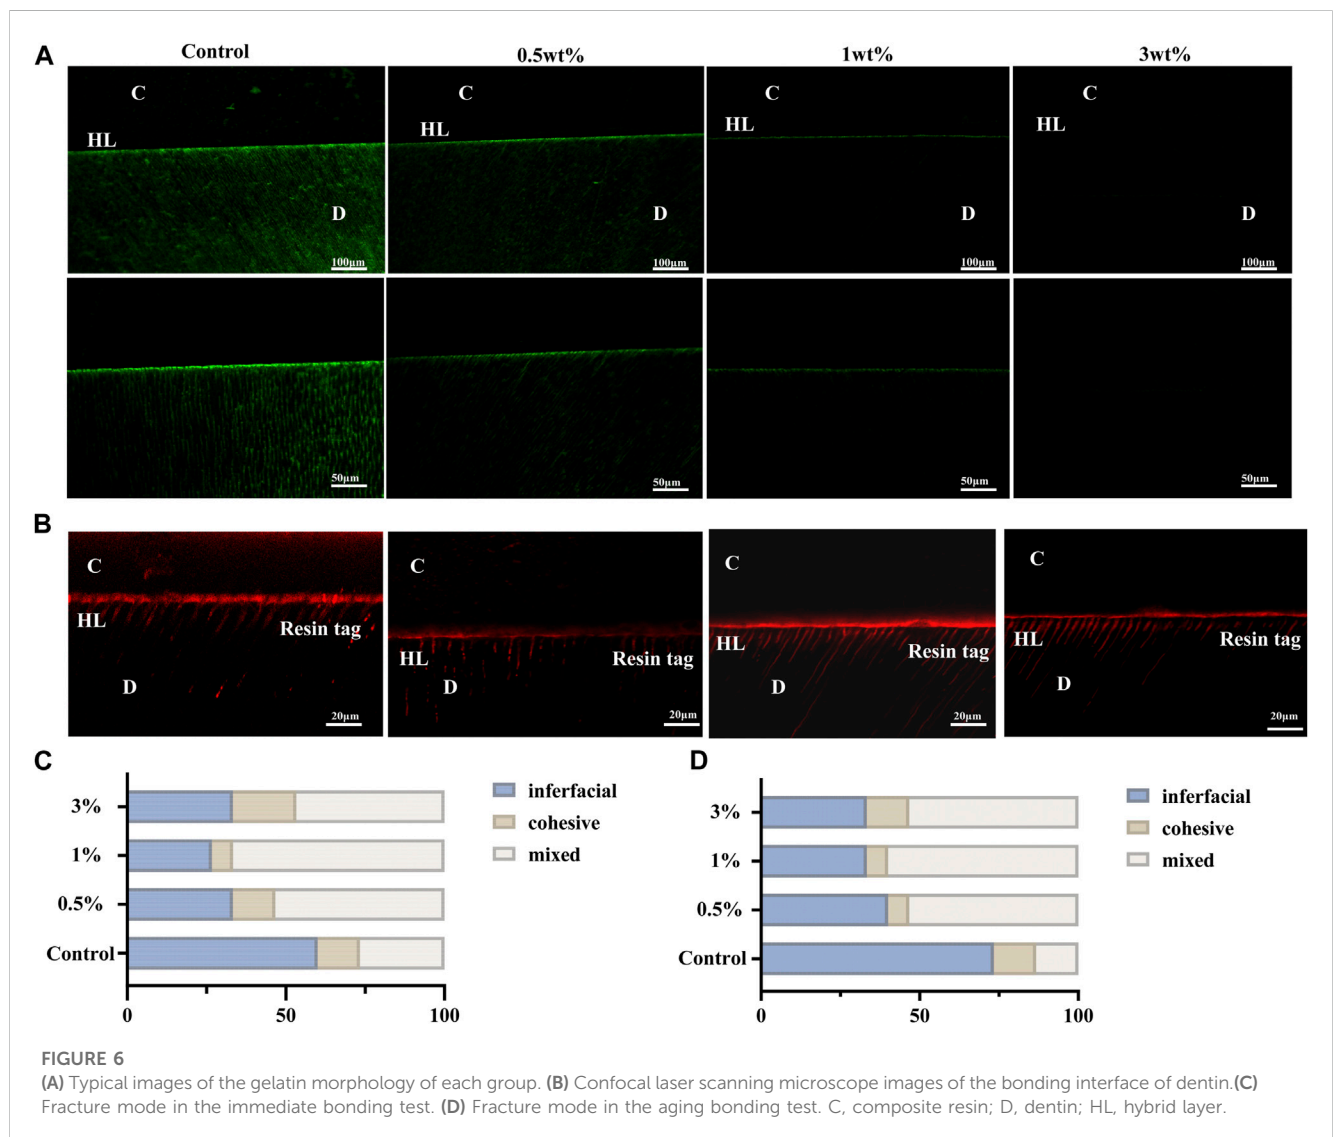 A
Control
0.5wt%
1wt%
3wt%
C
HL
D
100μm
C
HL
D
100μm
C
HL
D
100μm
C
HL
D
100μm
50μm
50μm
50μm
50μm
B
C
HL
Resin tag
D
20μm
C
HL
Resin tag
D
20μm
C
HL
Resin tag
D
20μm
C
HL
Resin tag
D
20μm
C
3%
1%
0.5%
Control
0
50
100
inferfacial
cohesive
mixed
D
3%
1%
0.5%
Control
0
50
100
inferfacial
cohesive
mixed
FIGURE 6
(A) Typical images of the gelatin morphology of each group. (B) Confocal laser scanning microscope images of the bonding interface of dentin.(C)
Fracture mode in the immediate bonding test. (D) Fracture mode in the aging bonding test. C, composite resin; D, dentin; HL, hybrid layer.